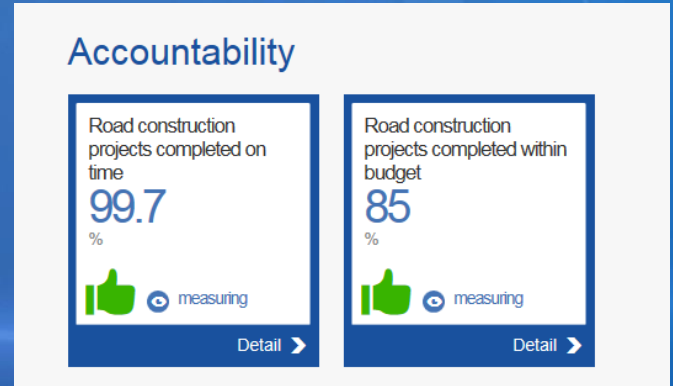 Accountability
Road construction
projects completed on
time
99.7
%
measuring
Detail
Road construction
projects completed within
budget
85
%
measuring
Detail